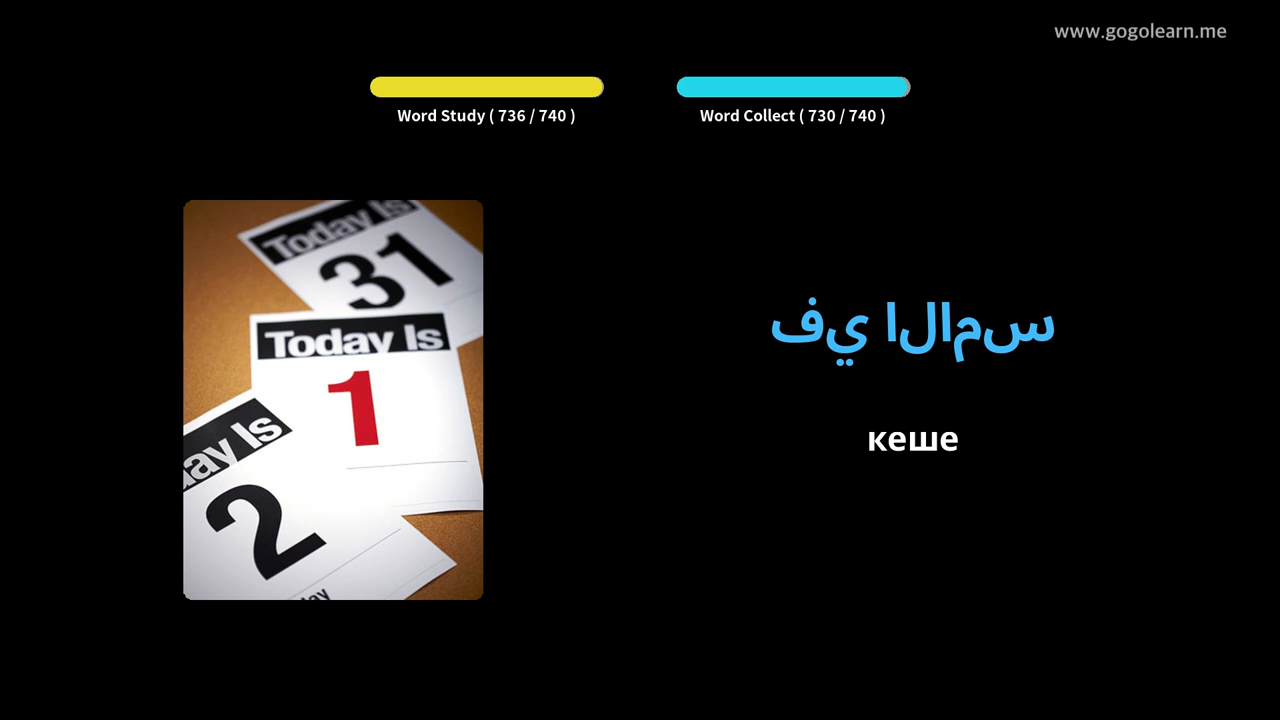 www.gogolearn.me
Word Study ( 736 / 740 )
Word Collect ( 730 / 740 )
Today Is
31
Today Is
1
ay Is
2
في الامس
кеше